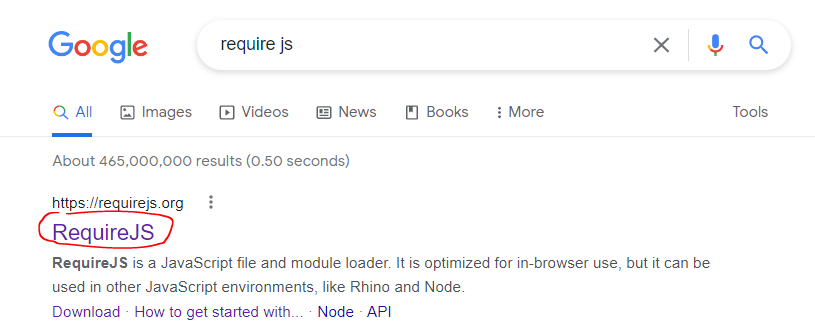 Google
require js
All Images Videos News Books More Tools
About 465,000,000 results (0.50 seconds)
https://requirejs.org
RequireJS
RequireJS is a JavaScript file and module loader. It is optimized for in-browser use, but it can be
used in other JavaScript environments, like Rhino and Node.
Download · How to get started with... · Node · API